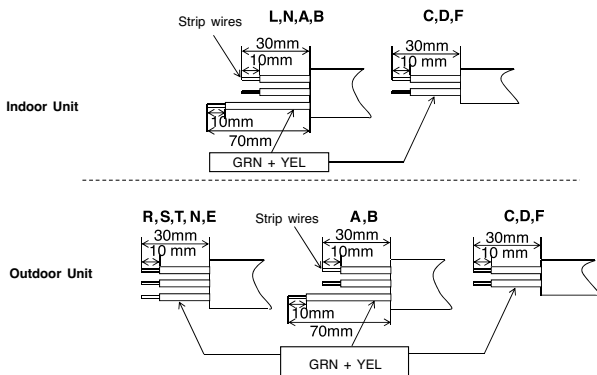 L,N,A,B
C,D,F
Strip wires
30mm
10mm
30mm
10 mm
Indoor Unit
10mm
70mm
GRN + YEL
R,S,T, N,E
A,B
C,D,F
Strip wires
30mm
10 mm
30mm
10mm
30mm
10 mm
Outdoor Unit
10mm
70mm
GRN + YEL